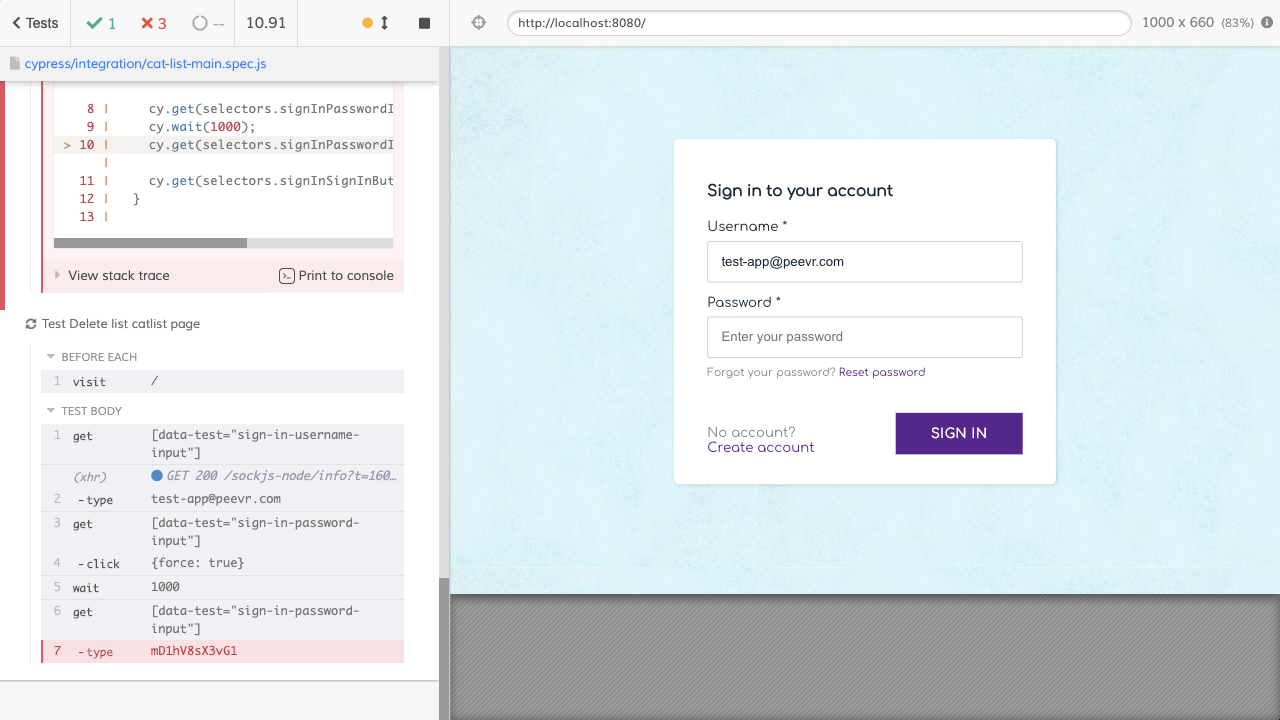 Tests
1
3
--
10.91
http://localhost:8080/
1000 x 660 (83%)
cypress/integration/cat-list-main.spec.js
8 | cy.get(selectors.signInPasswordI
9 | cy.wait(1000);
> 10 | cy.get(selectors.signInPasswordI
|
11 | cy.get(selectors.signInSignInBut
12 | }
13 |
View stack trace
Print to console
Test Delete list catlist page
BEFORE EACH
1 visit /
TEST BODY
1 get [data-test="sign-in-username-
input"]
(xhr) GET 200 /sockjs-node/info?t=160…
2 -type test-app@peevr.com
3 get [data-test="sign-in-password-
input"]
4 -click {force: true}
5 wait 1000
6 get [data-test="sign-in-password-
input"]
7 -type mD1hV8sX3vG1
Sign in to your account
Username *
test-app@peevr.com
Password *
Enter your password
Forgot your password? Reset password
No account?
Create account
SIGN IN